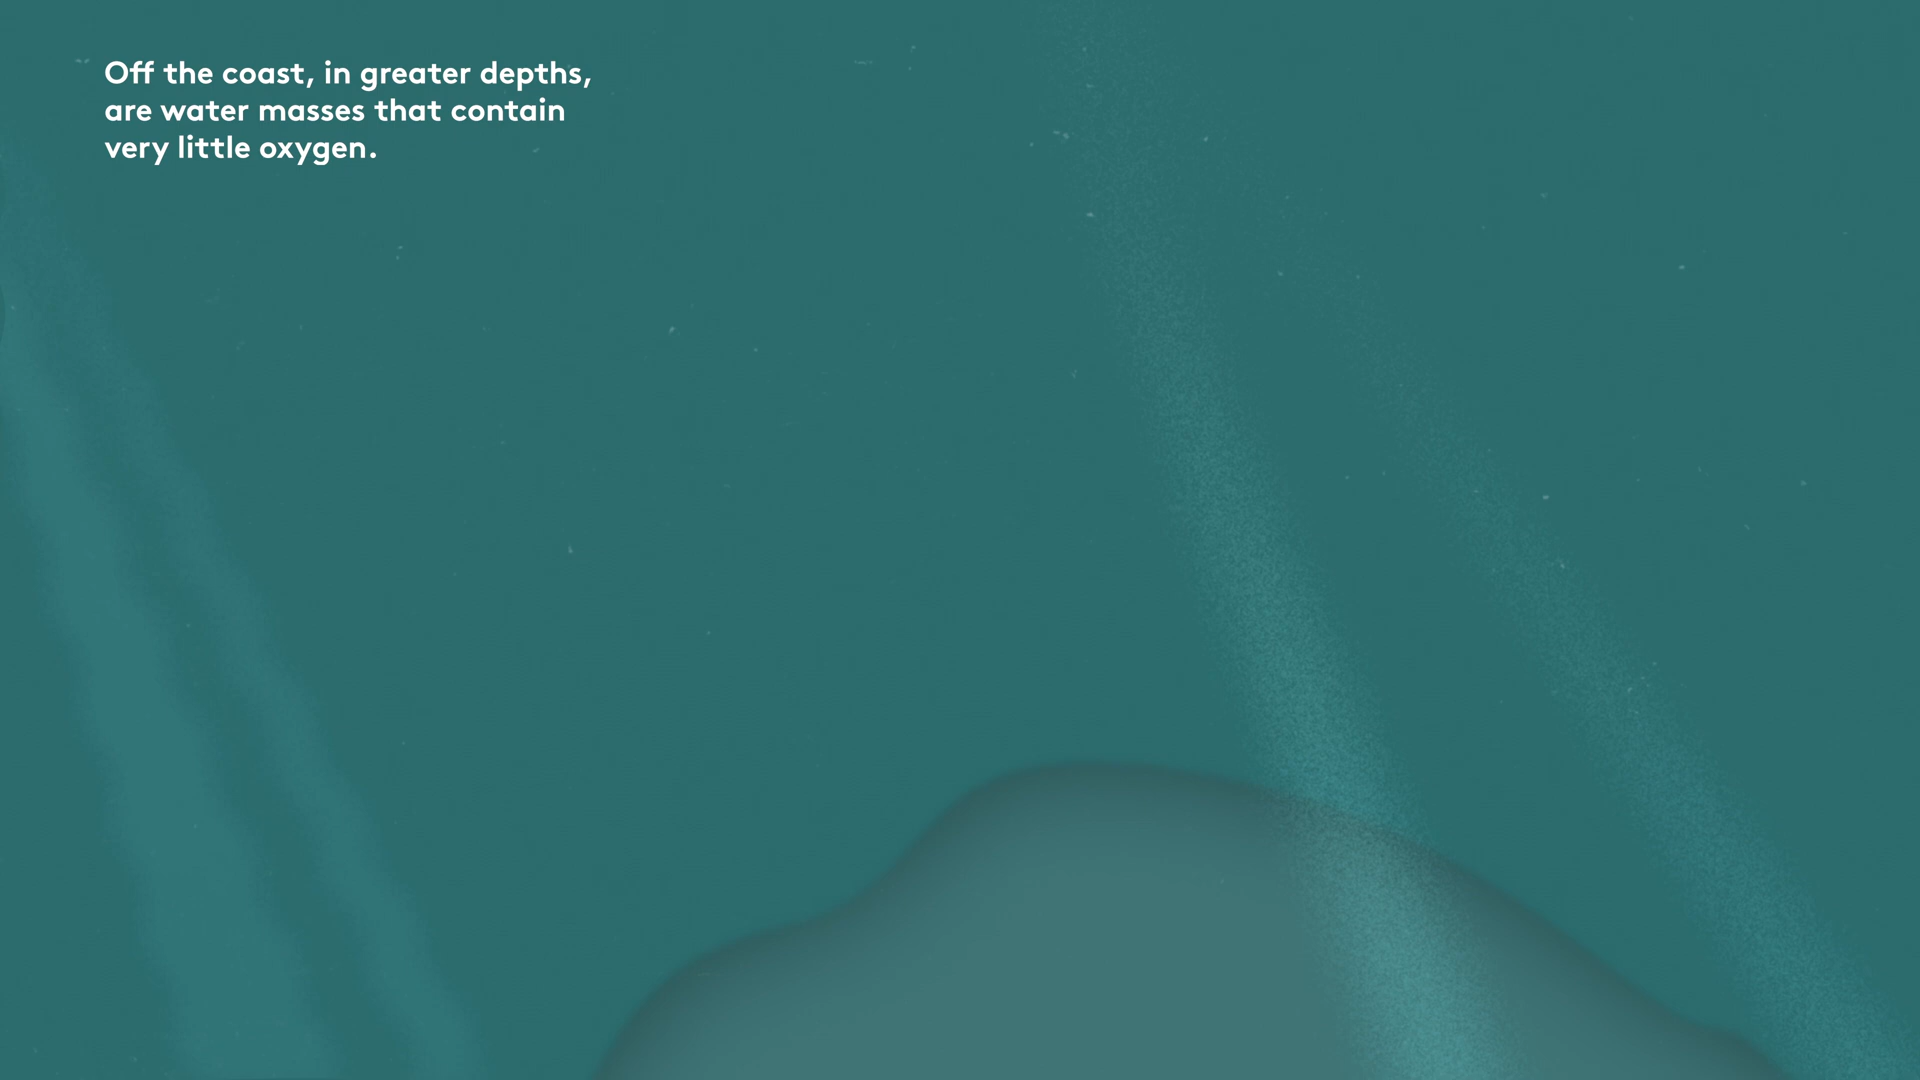 Off the coast, in greater depths,
are water masses that contain
very little oxygen.